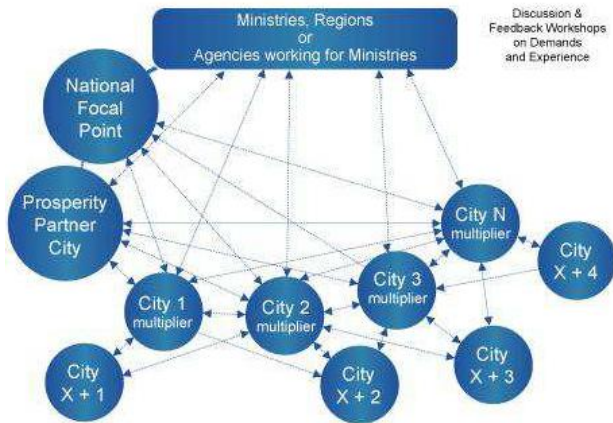 Ministries, Regions
or
Agencies working for Ministries
Discussion &
Feedback Workshops
on Demands
and Experience
National
Focal
Point
Prosperity
Partner
City
City N
multiplier
City
X + 4
City 3
multiplier
City 1
multiplier
City 2
multiplier
City
X + 3
City
X + 1
City
X + 2